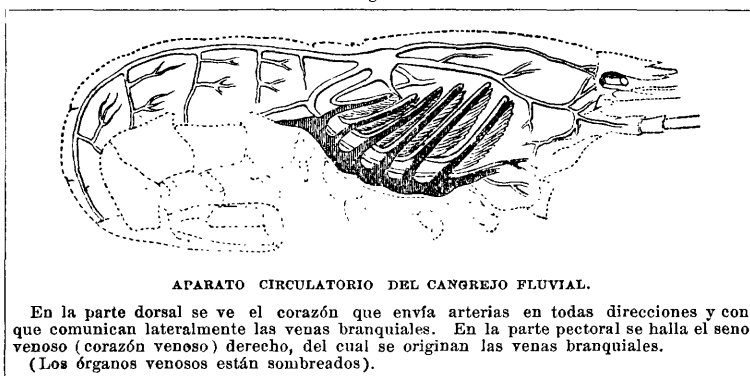 APARATO CIRCULATORIO DEL CANGREJO FLUVIAL.
En la parte dorsal se ve el corazón que envía arterias en todas direcciones y con
que comunican lateralmente las venas branquiales. En la parte pectoral se halla el seno
venoso (corazón venoso) derecho, del cual se originan las venas branquiales.
(Los órganos venosos están sombreados).